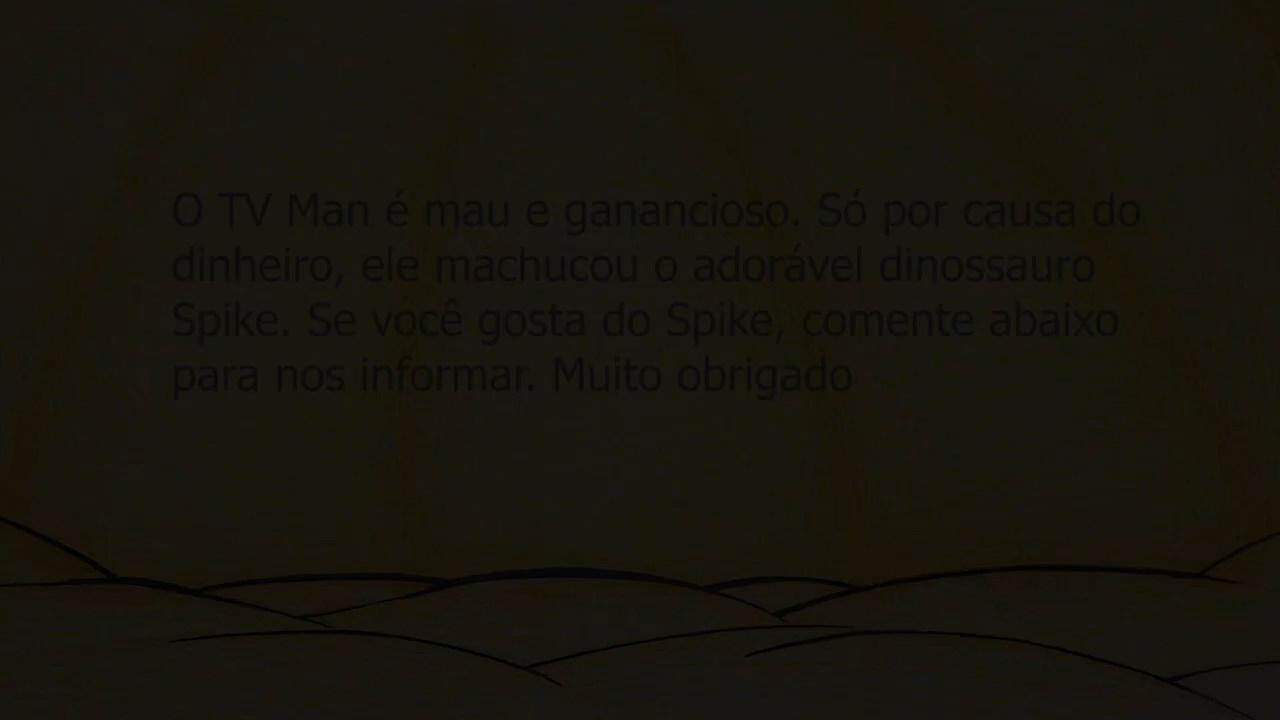 O TV Man é mau e ganancioso. Só por causa do
dinheiro, ele machucou o adorável dinossauro
Spike. Se você gosta do Spike, comente abaixo
para nos informar. Muito obrigado